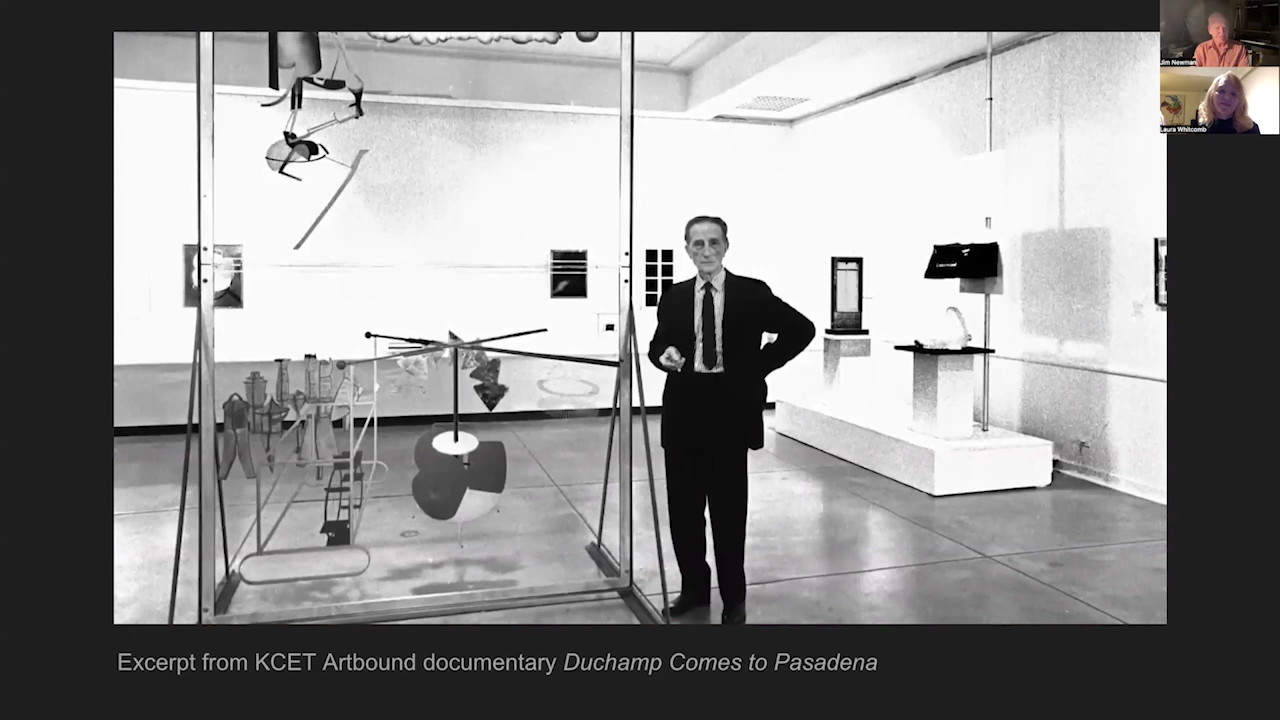 Jim Newman
Laura Whitcomb
Excerpt from KCET Artbound documentary Duchamp Comes to Pasadena